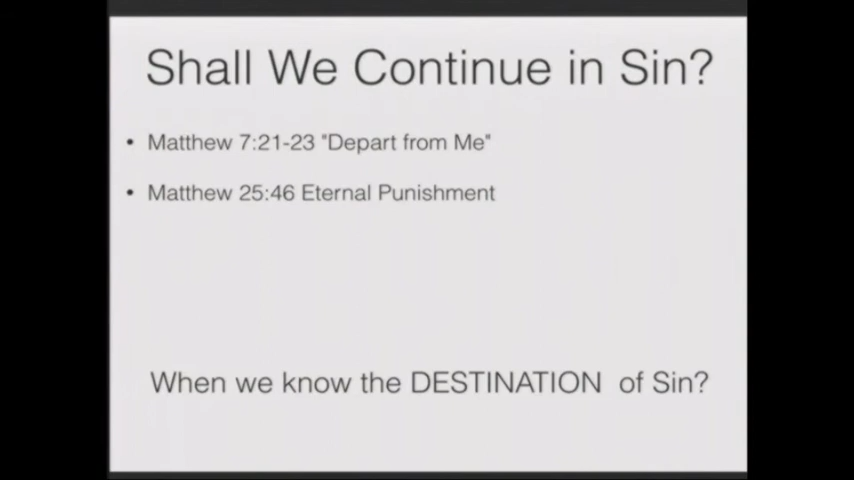 Shall We Continue in Sin?
• Matthew 7:21-23 "Depart from Me"
• Matthew 25:46 Eternal Punishment
When we know the DESTINATION of Sin?